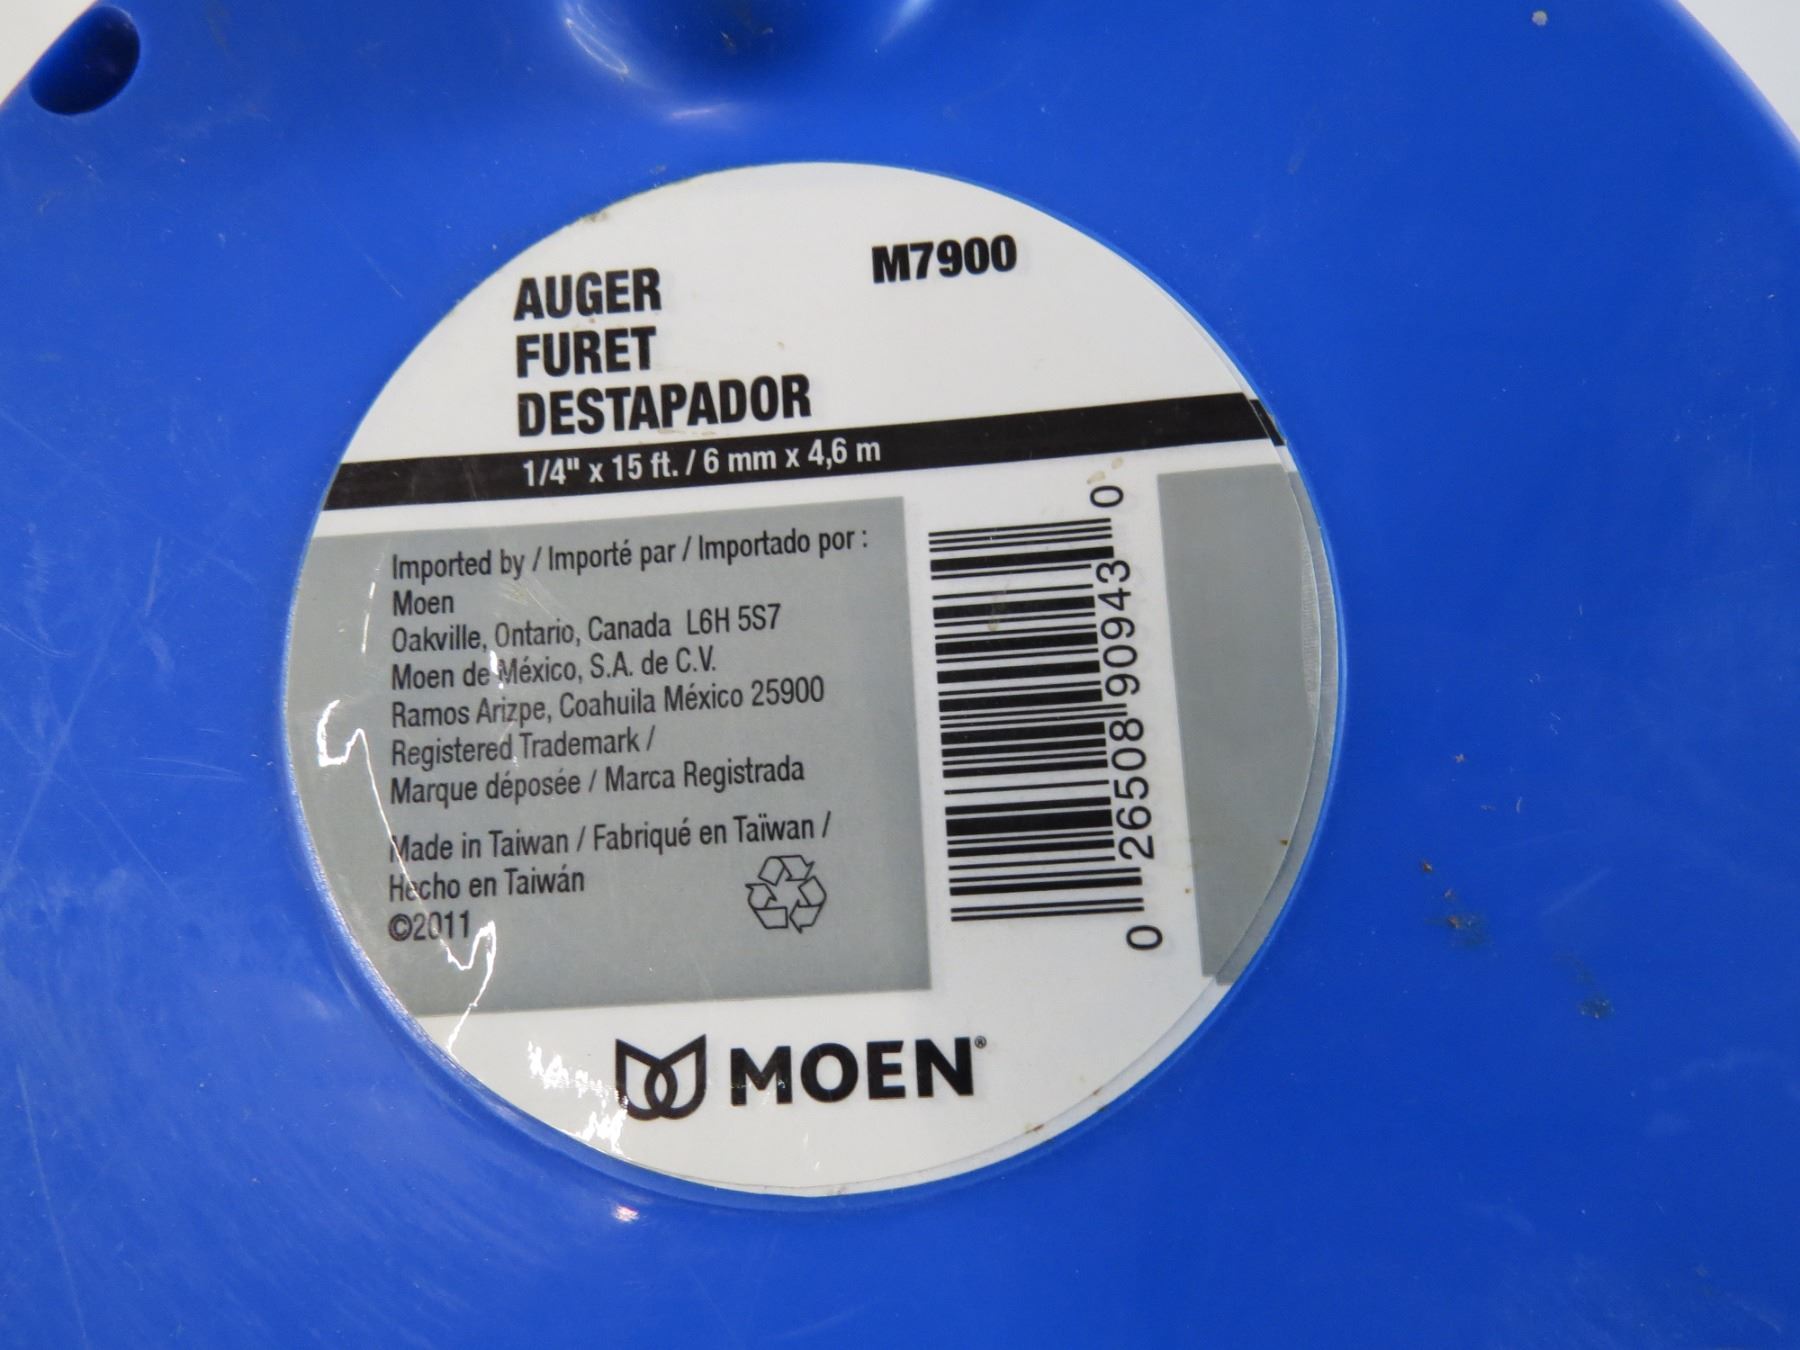 M7900
AUGER
FURET
DESTAPADOR
1/4" x 15 ft. / 6 mm x 4,6 m
Imported by / Importé par / Importado por :
Moen
Oakville, Ontario, Canada L6H 5S7
Moen de México, S.A. de C.V.
Ramos Arizpe, Coahuila México 25900
Registered Trademark /
Marque déposée / Marca Registrada
Made in Taiwan / Fabriqué en Taïwan /
Hecho en Taiwán
©2011
0 26508 90943 0
MOEN®